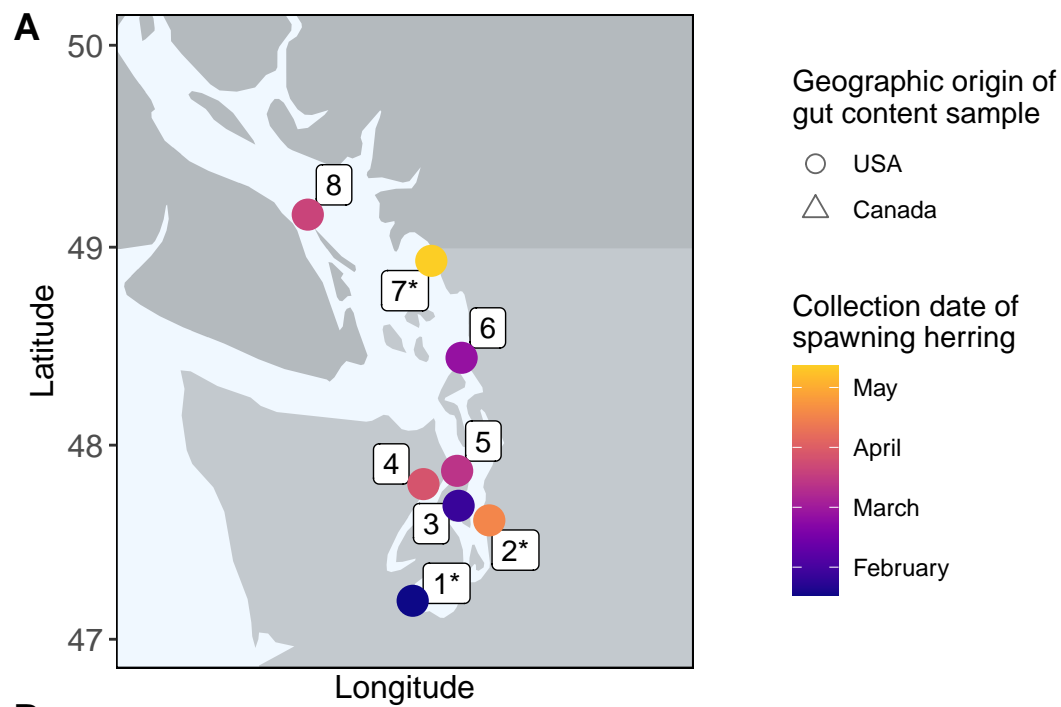 A
50
49
48
47
Latitude
Longitude
8
7*
6
5
4
3
2*
1*
Geographic origin of
gut content sample
USA
Canada
Collection date of
spawning herring
May
April
March
February